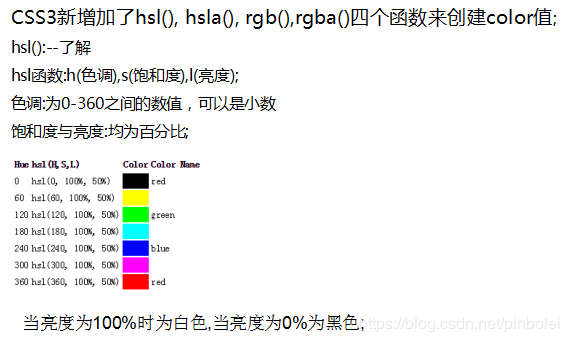 CSS3新增加了hsl(), hsla(), rgb(),rgba()四个函数来创建color值;
hsl():--了解
hsl函数:h(色调),s(饱和度),l(亮度);
色调:为0-360之间的数值，可以是小数
饱和度与亮度:均为百分比;
Hue hsl(H,S,L) Color Color Name
0 hsl(0, 100%, 50%) red
60 hsl(60, 100%, 50%)
120 hsl(120, 100%, 50%) green
180 hsl(180, 100%, 50%)
240 hsl(240, 100%, 50%) blue
300 hsl(300, 100%, 50%)
360 hsl(360, 100%, 50%) red
当亮度为100%时为白色,当亮度为0%为黑色;
https://blog.csdn.net/pinbolei